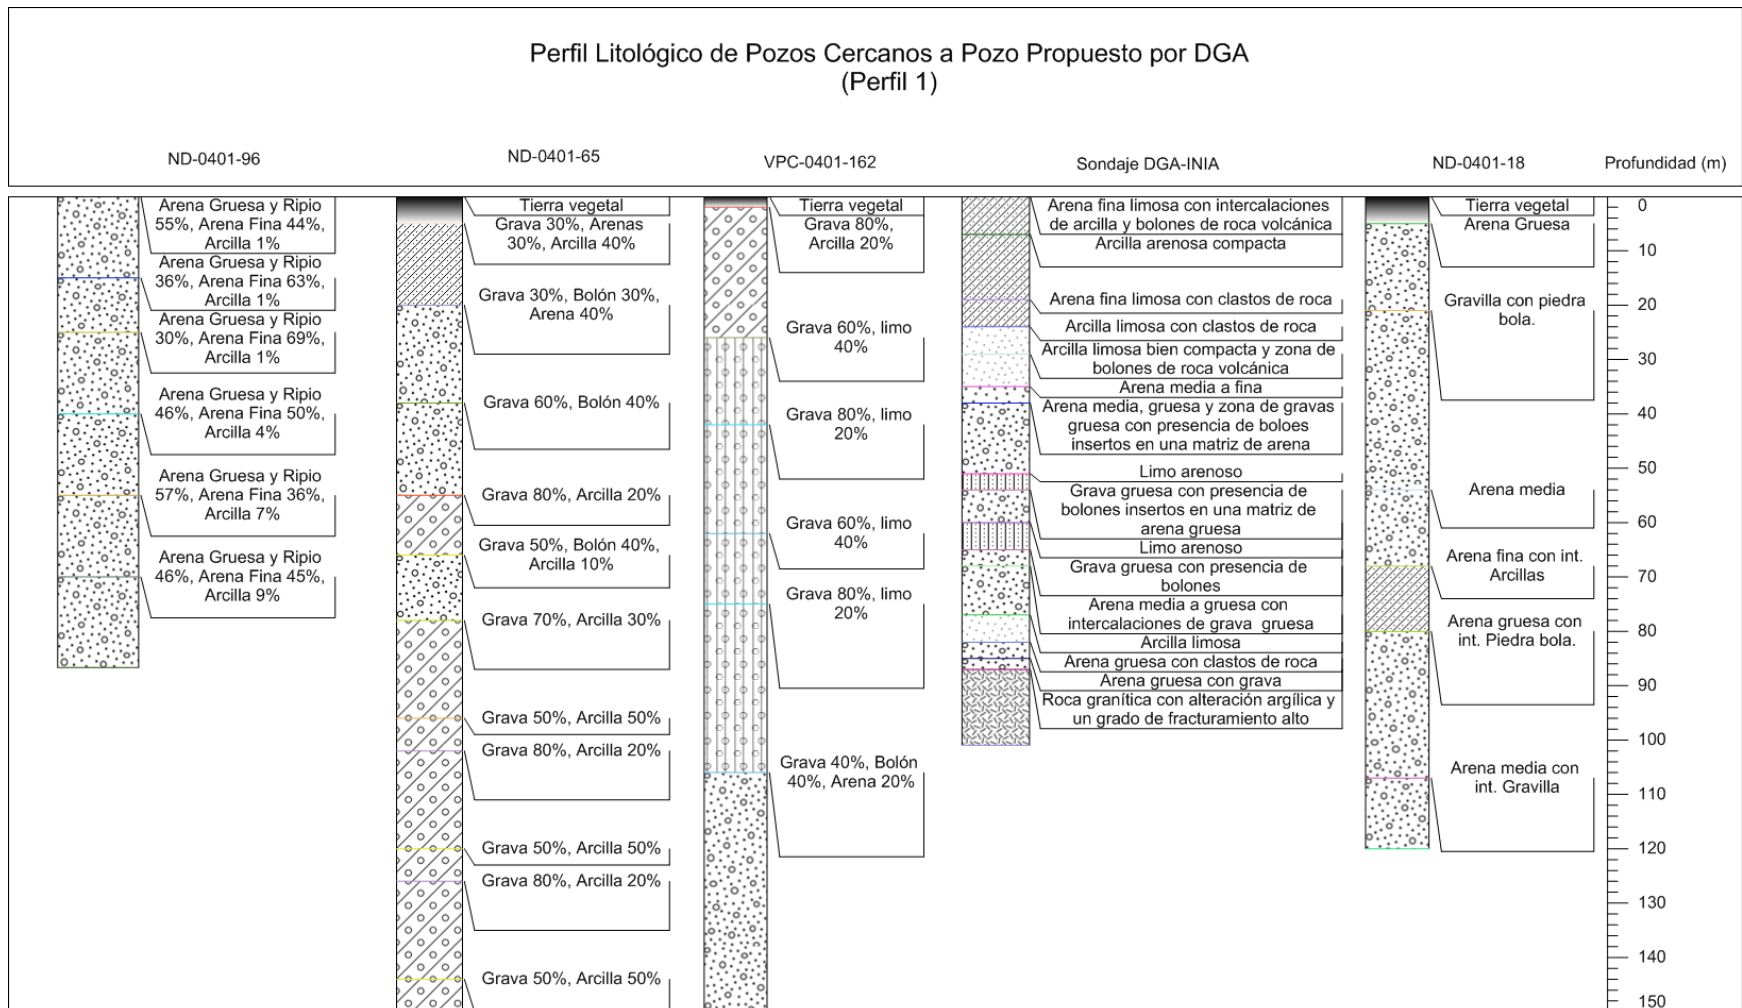 Perfil Litológico de Pozos Cercanos a Pozo Propuesto por DGA
(Perfil 1)
ND-0401-96
ND-0401-65
VPC-0401-162
Sondaje DGA-INIA
ND-0401-18
Profundidad (m)
Arena Gruesa y Ripio
55%, Arena Fina 44%,
Arcilla 1%
Arena Gruesa y Ripio
36%, Arena Fina 63%,
Arcilla 1%
Arena Gruesa y Ripio
30%, Arena Fina 69%,
Arcilla 1%
Arena Gruesa y Ripio
46%, Arena Fina 50%,
Arcilla 4%
Arena Gruesa y Ripio
57%, Arena Fina 36%,
Arcilla 7%
Arena Gruesa y Ripio
46%, Arena Fina 45%,
Arcilla 9%
Tierra vegetal
Grava 30%, Arenas
30%, Arcilla 40%
Grava 30%, Bolón 30%,
Arena 40%
Grava 60%, Bolón 40%
Grava 80%, Arcilla 20%
Grava 50%, Bolón 40%,
Arcilla 10%
Grava 70%, Arcilla 30%
Grava 50%, Arcilla 50%
Grava 80%, Arcilla 20%
Grava 50%, Arcilla 50%
Grava 80%, Arcilla 20%
Grava 50%, Arcilla 50%
Tierra vegetal
Grava 80%,
Arcilla 20%
Grava 60%, limo
40%
Grava 80%, limo
20%
Grava 60%, limo
40%
Grava 80%, limo
20%
Grava 40%, Bolón
40%, Arena 20%
Arena fina limosa con intercalaciones
de arcilla y bolones de roca volcánica
Arcilla arenosa compacta
Arena fina limosa con clastos de roca
Arcilla limosa con clastos de roca
Arcilla limosa bien compacta y zona de
bolones de roca volcánica
Arena media a fina
Arena media, gruesa y zona de gravas
gruesa con presencia de boloes
insertos en una matriz de arena
Limo arenoso
Grava gruesa con presencia de
bolones insertos en una matriz de
arena gruesa
Limo arenoso
Grava gruesa con presencia de
bolones
Arena media a gruesa con
intercalaciones de grava gruesa
Arcilla limosa
Arena gruesa con clastos de roca
Arena gruesa con grava
Roca granítica con alteración argílica y
un grado de fracturamiento alto
Tierra vegetal
Arena Gruesa
Gravilla con piedra
bola.
Arena media
Arena fina con int.
Arcillas
Arena gruesa con
int. Piedra bola.
Arena media con
int. Gravilla
0
10
20
30
40
50
60
70
80
90
100
110
120
130
140
150